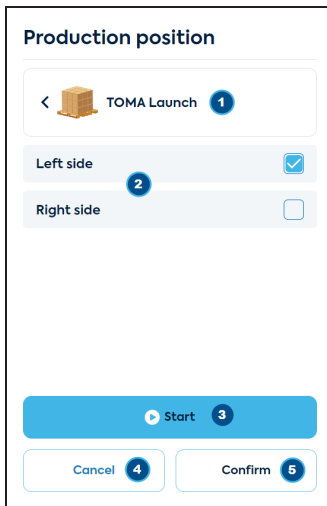 Production position
TOMA Launch 1
Left side
2
Right side
Start 3
Cancel 4 Confirm 5